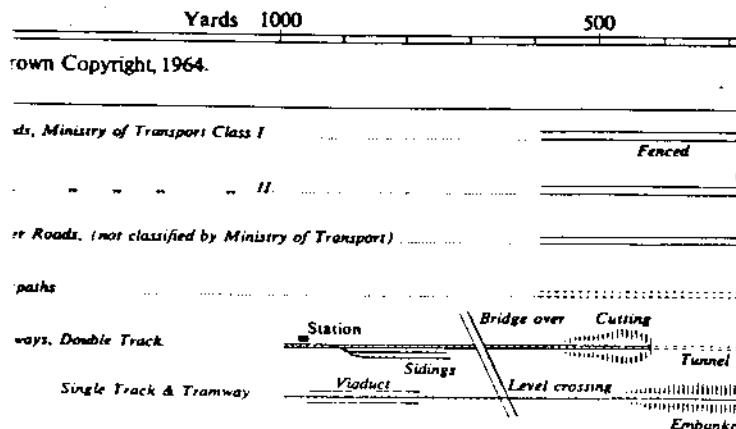 Yards 1000 500
rown Copyright, 1964.
ds, Ministry of Transport Class I
Fenced
" " " " II.
er Roads, (not classified by Ministry of Transport)
paths
ways, Double Track
Station
Bridge over
Cutting
Sidings
Tunnel
Single Track & Tramway
Viaduct
Level crossing
Embank